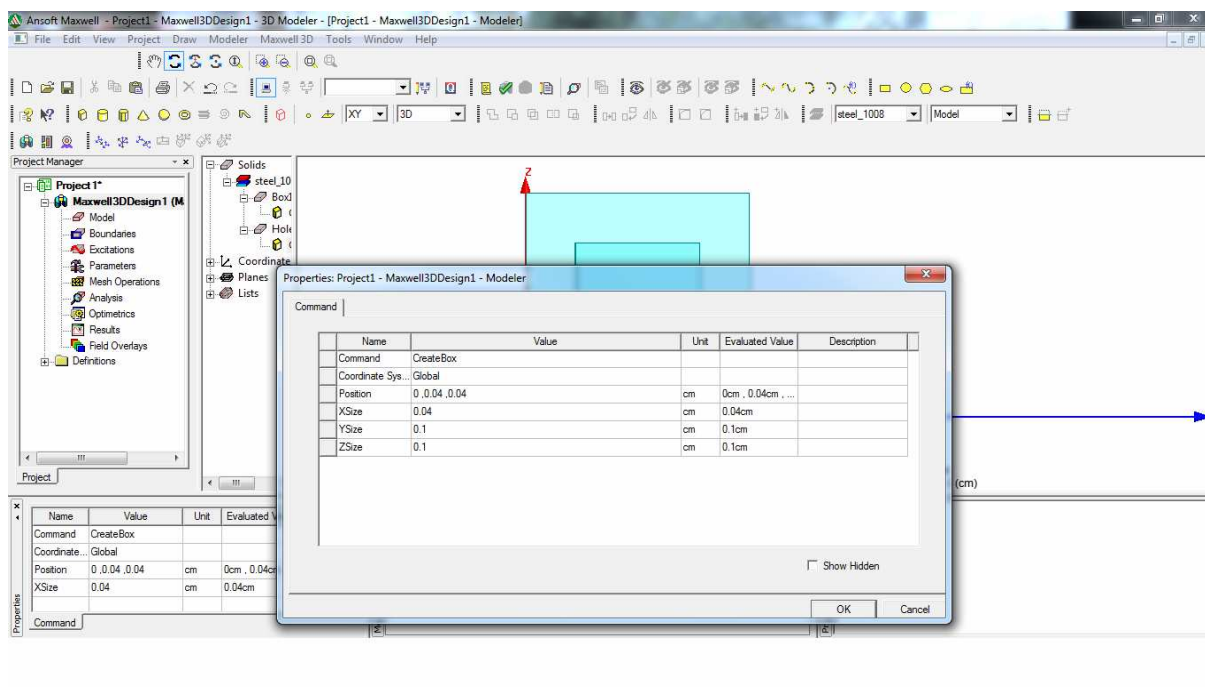 Ansoft Maxwell - Project1 - Maxwell3DDesign1 - 3D Modeler - [Project1 - Maxwell3DDesign1 - Modeler]
File Edit View Project Draw Modeler Maxwell 3D Tools Window Help
XY 3D steel_1008 Model
Project Manager
Project1*
Maxwell3DDesign1 (M
Model
Boundaries
Excitations
Parameters
Mesh Operations
Analysis
Optimetrics
Results
Field Overlays
Definitions
Project
Solids
steel_10
Box1
Hole
Coordinate
Planes
Lists
Z
Properties: Project1 - Maxwell3DDesign1 - Modeler
Command
Name Value Unit Evaluated Value Description
Command CreateBox
Coordinate Sys... Global
Position 0 ,0.04 ,0.04 cm 0cm , 0.04cm , ...
XSize 0.04 cm 0.04cm
YSize 0.1 cm 0.1cm
ZSize 0.1 cm 0.1cm
Show Hidden
OK Cancel
(cm)
Name Value Unit Evaluated V
Command CreateBox
Coordinate... Global
Position 0 ,0.04 ,0.04 cm 0cm , 0.04cm
XSize 0.04 cm 0.04cm
Command
Properties